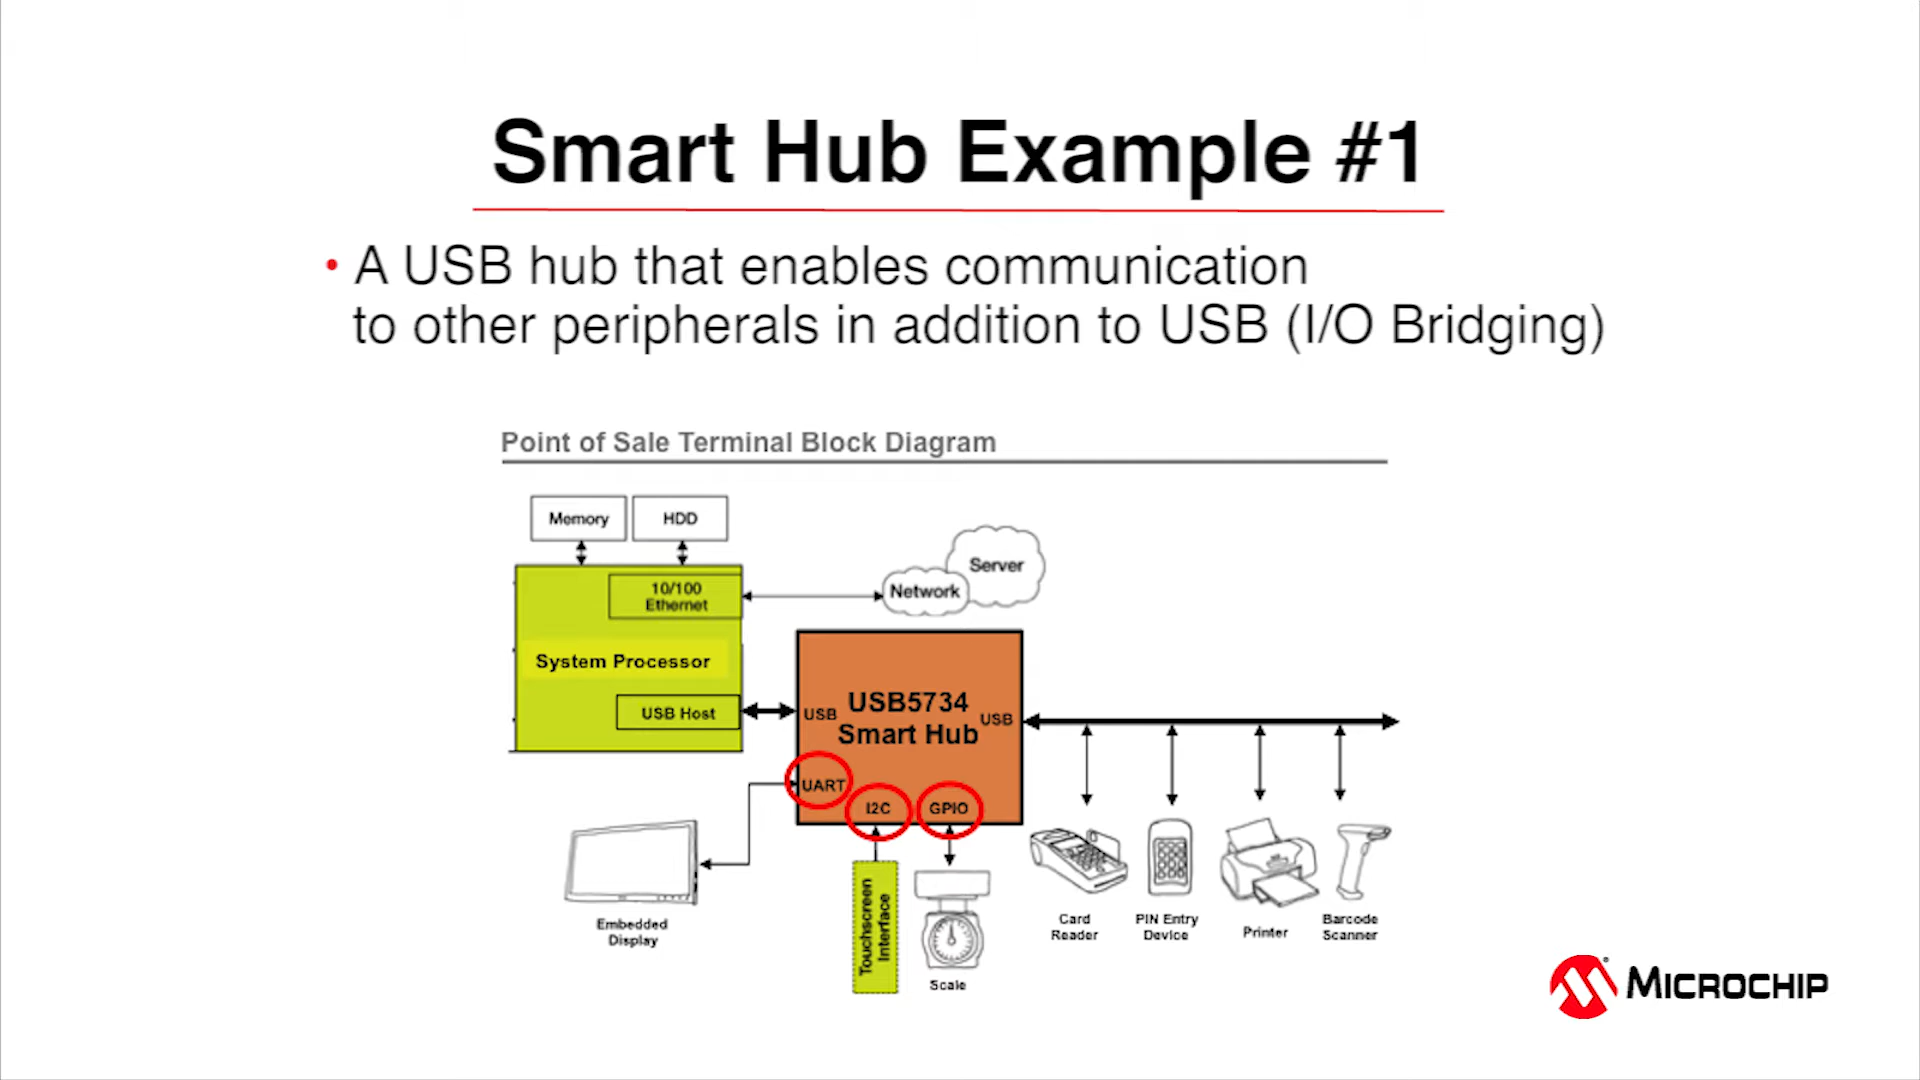 Smart Hub Example #1
• A USB hub that enables communication
to other peripherals in addition to USB (I/O Bridging)
Point of Sale Terminal Block Diagram
Memory
HDD
10/100
Ethernet
Network
Server
System Processor
USB Host
USB
USB5734
Smart Hub
USB
UART
I2C
GPIO
Embedded
Display
Touchscreen
Interface
Scale
Card
Reader
PIN Entry
Device
Printer
Barcode
Scanner
MICROCHIP